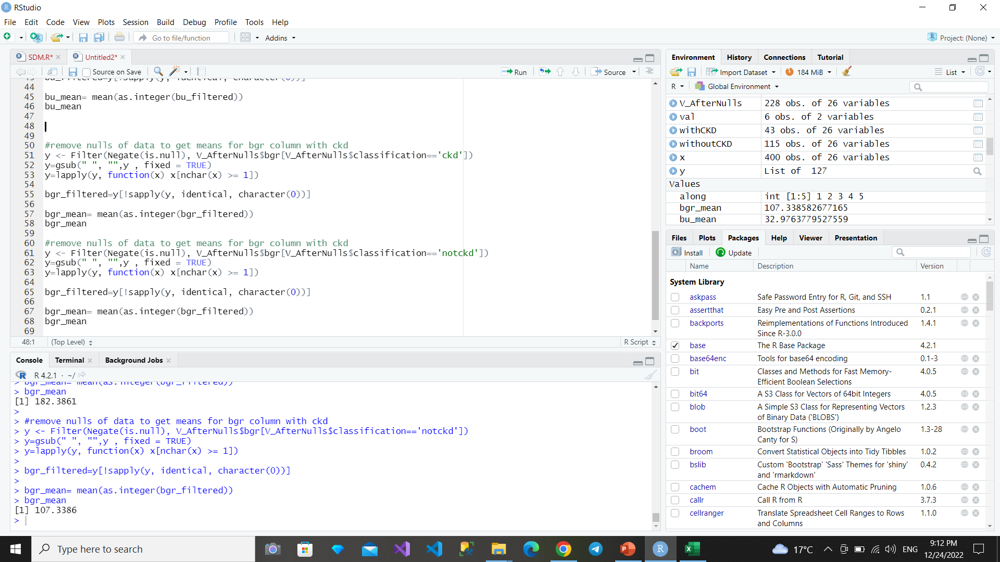 RStudio
File Edit Code View Plots Session Build Debug Profile Tools Help
Go to file/function Addins Project: (None)
SDM.R* Untitled2*
Source on Save Run Source
44
45 bu_mean= mean(as.integer(bu_filtered))
46 bu_mean
47
48
49
50 #remove nulls of data to get means for bgr column with ckd
51 y <- Filter(Negate(is.null), V_AfterNulls$bgr[V_AfterNulls$classification=='ckd'])
52 y=gsub(" ", "",y , fixed = TRUE)
53 y=lapply(y, function(x) x[nchar(x) >= 1])
54
55 bgr_filtered=y[!sapply(y, identical, character(0))]
56
57 bgr_mean= mean(as.integer(bgr_filtered))
58 bgr_mean
59
60 #remove nulls of data to get means for bgr column with ckd
61 y <- Filter(Negate(is.null), V_AfterNulls$bgr[V_AfterNulls$classification=='notckd'])
62 y=gsub(" ", "",y , fixed = TRUE)
63 y=lapply(y, function(x) x[nchar(x) >= 1])
64
65 bgr_filtered=y[!sapply(y, identical, character(0))]
66
67 bgr_mean= mean(as.integer(bgr_filtered))
68 bgr_mean
69
48:1 (Top Level) R Script
Console Terminal Background Jobs
R 4.2.1 · ~/
> bgr_mean= mean(as.integer(bgr_filtered))
> bgr_mean
[1] 182.3861
>
> #remove nulls of data to get means for bgr column with ckd
> y <- Filter(Negate(is.null), V_AfterNulls$bgr[V_AfterNulls$classification=='notckd'])
> y=gsub(" ", "",y , fixed = TRUE)
> y=lapply(y, function(x) x[nchar(x) >= 1])
>
> bgr_filtered=y[!sapply(y, identical, character(0))]
>
> bgr_mean= mean(as.integer(bgr_filtered))
> bgr_mean
[1] 107.3386
>
Environment History Connections Tutorial
Import Dataset 184 MiB List
R Global Environment
V_AfterNulls 228 obs. of 26 variables
val 6 obs. of 2 variables
withCKD 43 obs. of 26 variables
withoutCKD 115 obs. of 26 variables
x 400 obs. of 26 variables
y List of 127
Values
along int [1:5] 1 2 3 4 5
bgr_mean 107.338582677165
bu_mean 32.9763779527559
Files Plots Packages Help Viewer Presentation
Install Update
Name Description Version
System Library
askpass Safe Password Entry for R, Git, and SSH 1.1
assertthat Easy Pre and Post Assertions 0.2.1
backports Reimplementations of Functions Introduced 1.4.1
Since R-3.0.0
base The R Base Package 4.2.1
base64enc Tools for base64 encoding 0.1-3
bit Classes and Methods for Fast Memory- 4.0.5
Efficient Boolean Selections
bit64 A S3 Class for Vectors of 64bit Integers 4.0.5
blob A Simple S3 Class for Representing Vectors 1.2.3
of Binary Data ('BLOBS')
boot Bootstrap Functions (Originally by Angelo 1.3-28
Canty for S)
broom Convert Statistical Objects into Tidy Tibbles 1.0.2
bslib Custom 'Bootstrap' 'Sass' Themes for 'shiny' 0.4.2
and 'rmarkdown'
cachem Cache R Objects with Automatic Pruning 1.0.6
callr Call R from R 3.7.3
cellranger Translate Spreadsheet Cell Ranges to Rows 1.1.0
and Columns
Type here to search 17°C ENG 9:12 PM
12/24/2022